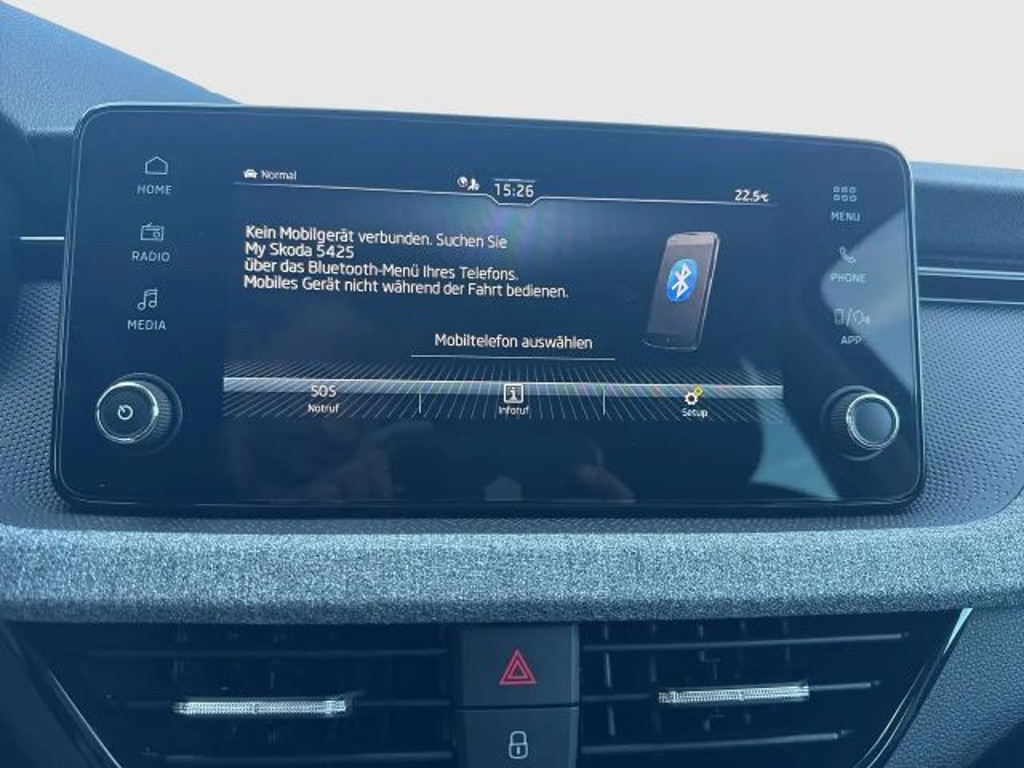 Normal
15:26
22.5°C
HOME
RADIO
MEDIA
MENU
PHONE
APP
Kein Mobilgerät verbunden. Suchen Sie
My Skoda 5425
über das Bluetooth-Menü Ihres Telefons.
Mobiles Gerät nicht während der Fahrt bedienen.
Mobiltelefon auswählen
SOS
Notruf
Inforuf
Setup